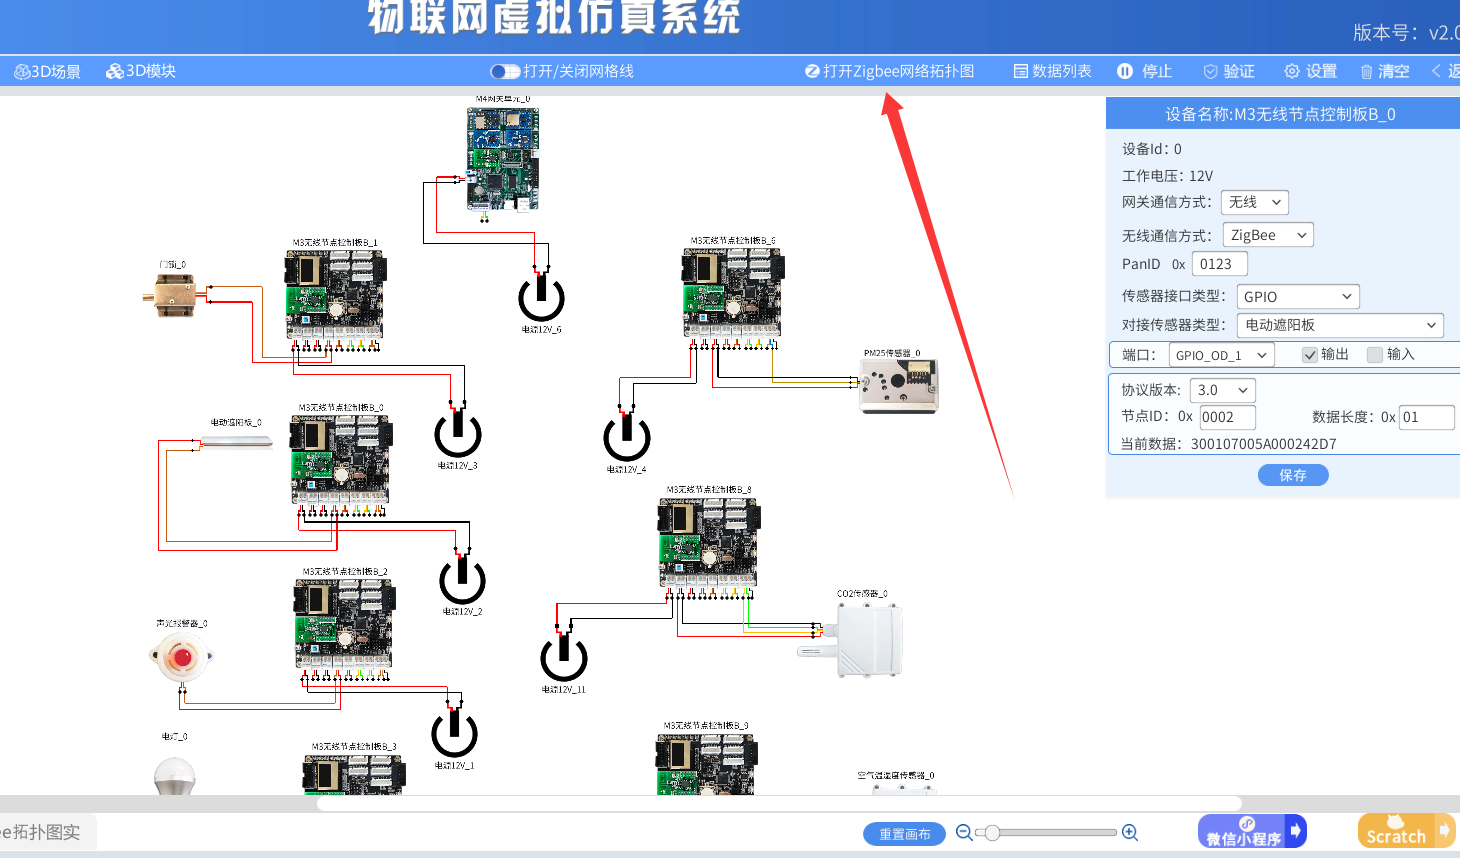 物联网虚拟仿真系统
版本号：v2.0
3D场景
3D模块
打开/关闭网格线
打开Zigbee网络拓扑图
数据列表
停止
验证
设置
清空
返
M4网关单元_0
设备名称:M3无线节点控制板B_0
设备Id：0
工作电压：12V
网关通信方式：
无线
无线通信方式：
ZigBee
PanID
0x
0123
传感器接口类型：
GPIO
对接传感器类型：
电动遮阳板
端口：
GPIO_OD_1
输出
输入
协议版本:
3.0
节点ID：0x
0002
数据长度：0x
01
当前数据：300107005A000242D7
保存
M3无线节点控制板B_1
门锁_0
电源12V_6
M3无线节点控制板B_6
PM25传感器_0
电动遮阳板_0
M3无线节点控制板B_0
电源12V_3
电源12V_4
M3无线节点控制板B_8
M3无线节点控制板B_2
电源12V_2
CO2传感器_0
声光报警器_0
电源12V_11
电灯_0
M3无线节点控制板B_9
M3无线节点控制板B_3
电源12V_1
空气温湿度传感器_0
ee拓扑图实
重置画布
微信小程序
Scratch